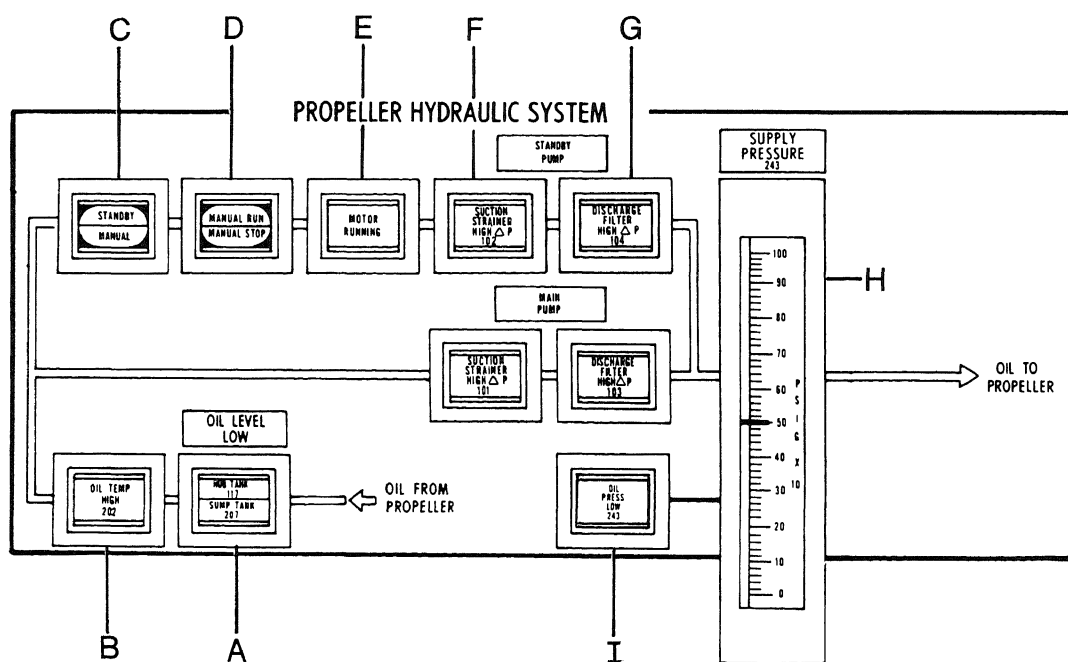 C D E F G
PROPELLER HYDRAULIC SYSTEM
STANDBY
PUMP
SUPPLY
PRESSURE
243
STANDBY
MANUAL
MANUAL RUN
MANUAL STOP
MOTOR
RUNNING
SUCTION
STRAINER
HIGH △ P
102
DISCHARGE
FILTER
HIGH △ P
104
MAIN
PUMP
SUCTION
STRAINER
HIGH △ P
101
DISCHARGE
FILTER
HIGH △ P
103
100
90
80
70
60
50
40
30
20
10
0
PSIG X 10
H
OIL TO
PROPELLER
OIL LEVEL
LOW
OIL TEMP
HIGH
202
HUB TANK
117
SUMP TANK
207
OIL FROM
PROPELLER
OIL
PRESS
LOW
243
B A I